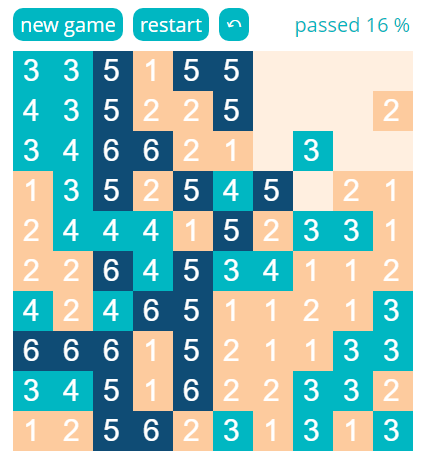 new game restart passed 16 %
3 3 5 1 5 5
4 3 5 2 2 5 2
3 4 6 6 2 1 3
1 3 5 2 5 4 5 2 1
2 4 4 4 1 5 2 3 3 1
2 2 6 4 5 3 4 1 1 2
4 2 4 6 5 1 1 2 1 3
6 6 6 1 5 2 1 1 3 3
3 4 5 1 6 2 2 3 3 2
1 2 5 6 2 3 1 3 1 3